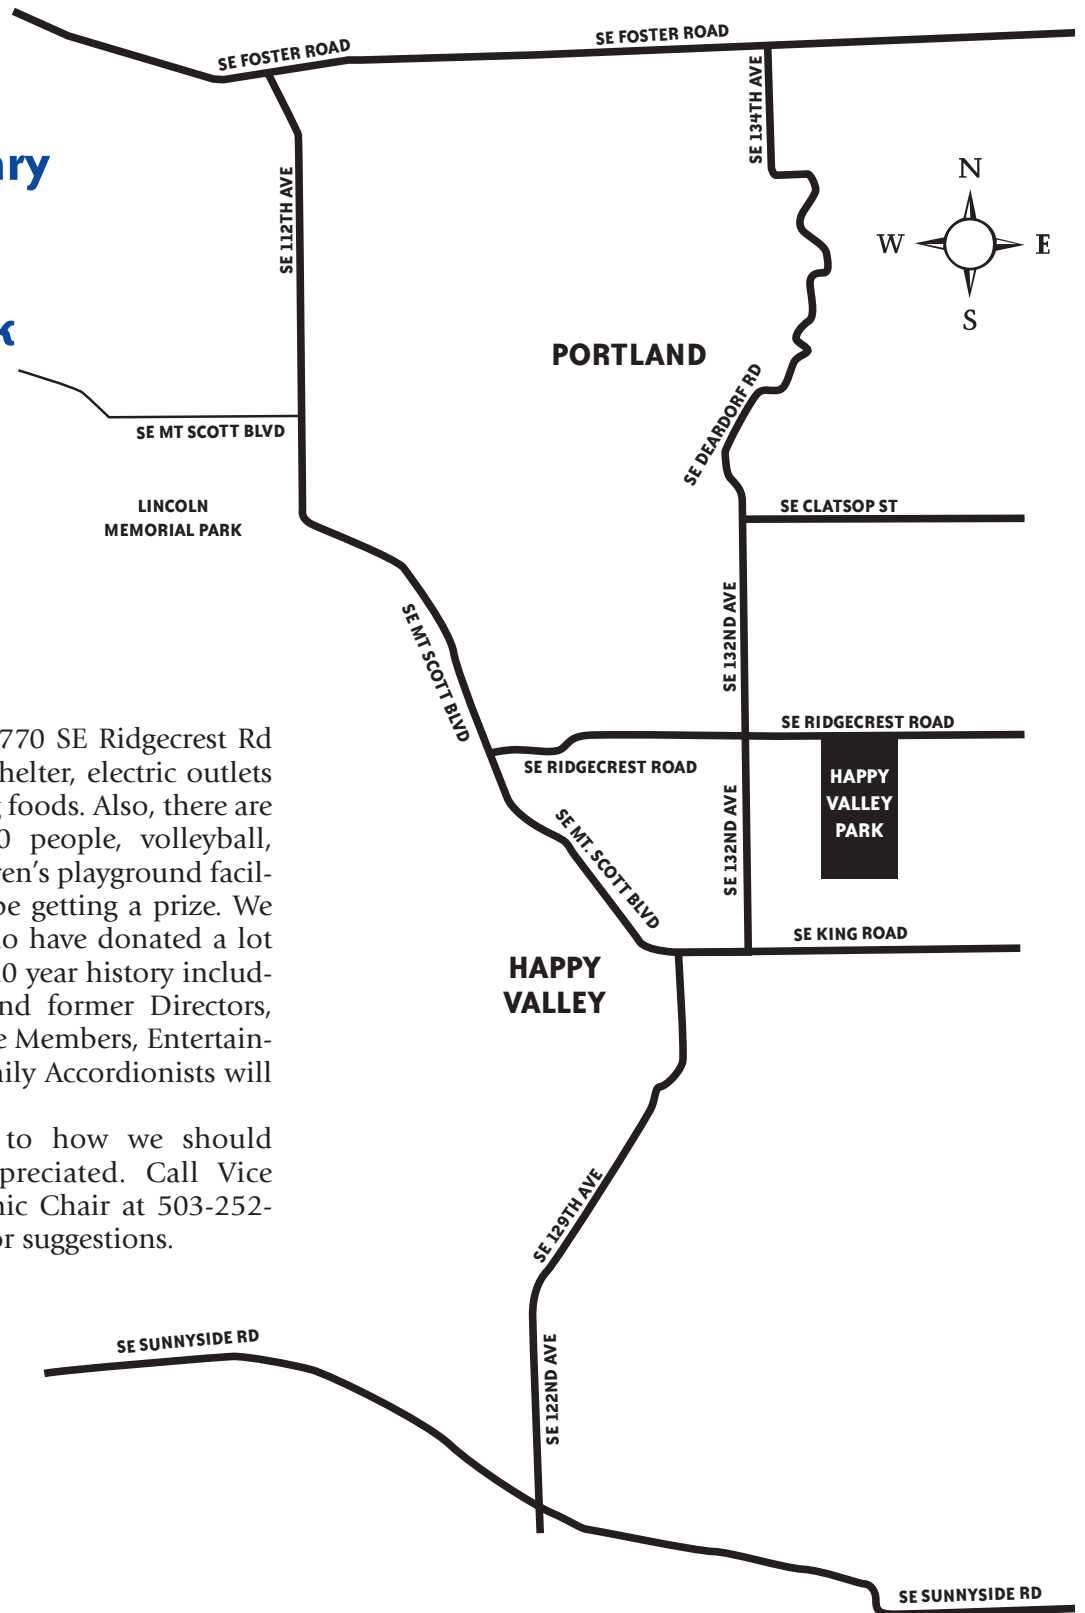 SE FOSTER ROAD
SE FOSTER ROAD
SE 134TH AVE
SE 112TH AVE
N
W E
S
PORTLAND
SE DEARDORF RD
SE MT SCOTT BLVD
LINCOLN
MEMORIAL PARK
SE CLATSOP ST
SE 132ND AVE
SE MT SCOTT BLVD
SE RIDGECREST ROAD
SE RIDGECREST ROAD
HAPPY
VALLEY
PARK
SE 132ND AVE
SE MT. SCOTT BLVD
SE KING ROAD
HAPPY
VALLEY
SE 129TH AVE
SE 122ND AVE
SE SUNNYSIDE RD
SE SUNNYSIDE RD
770 SE Ridgecrest Rd
helter, electric outlets
foods. Also, there are
0 people, volleyball,
ren's playground facil-
be getting a prize. We
o have donated a lot
0 year history includ-
nd former Directors,
e Members, Entertain-
ily Accordionists will
to how we should
preciated. Call Vice
nic Chair at 503-252-
or suggestions.